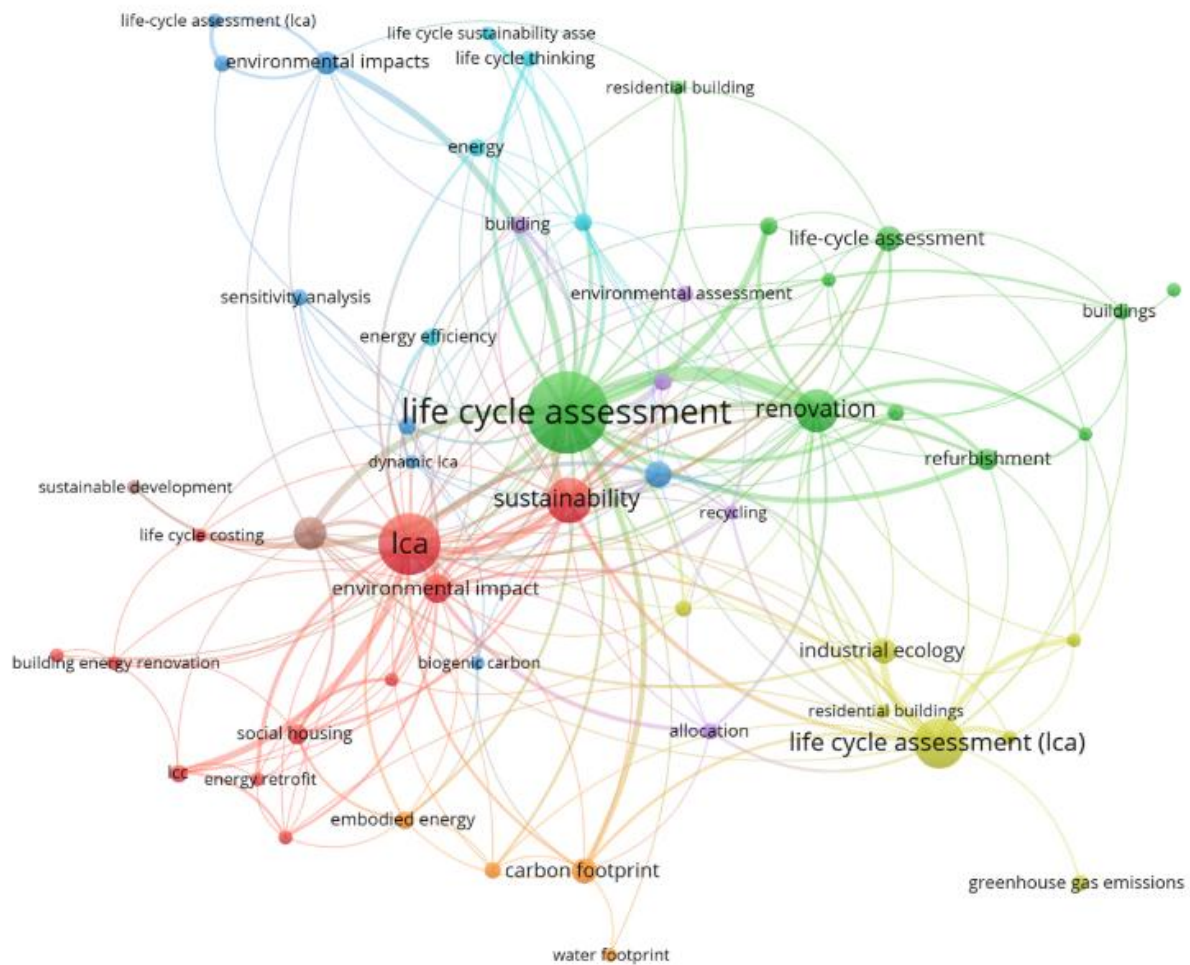 life-cycle assessment (lca)
life cycle sustainability asse
environmental impacts
life cycle thinking
residential building
energy
building
life-cycle assessment
environmental assessment
sensitivity analysis
buildings
energy efficiency
life cycle assessment
renovation
dynamic lca
refurbishment
sustainable development
sustainability
recycling
life cycle costing
lca
environmental impact
industrial ecology
building energy renovation
biogenic carbon
residential buildings
social housing
allocation
life cycle assessment (lca)
lcc
energy retrofit
embodied energy
carbon footprint
greenhouse gas emissions
water footprint